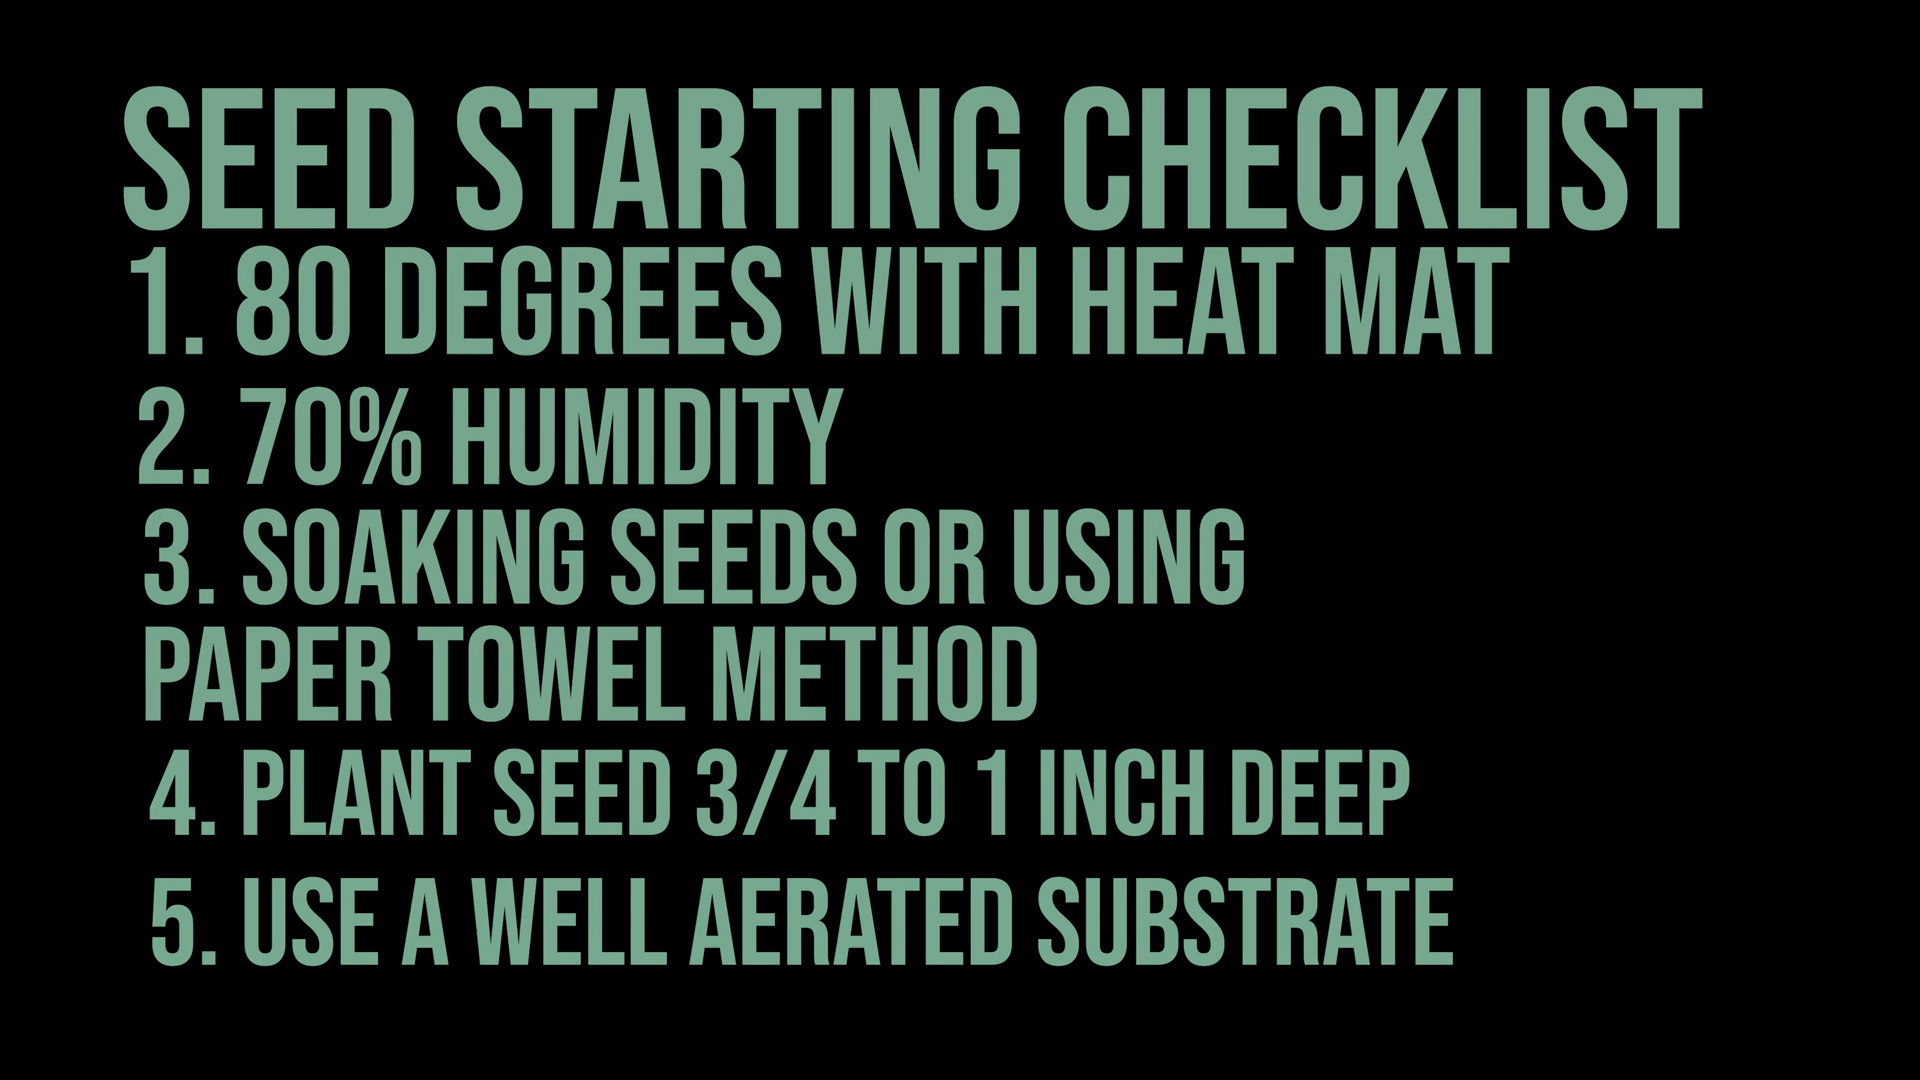 SEED STARTING CHECKLIST
1. 80 DEGREES WITH HEAT MAT
2. 70% HUMIDITY
3. SOAKING SEEDS OR USING
PAPER TOWEL METHOD
4. PLANT SEED 3/4 TO 1 INCH DEEP
5. USE A WELL AERATED SUBSTRATE